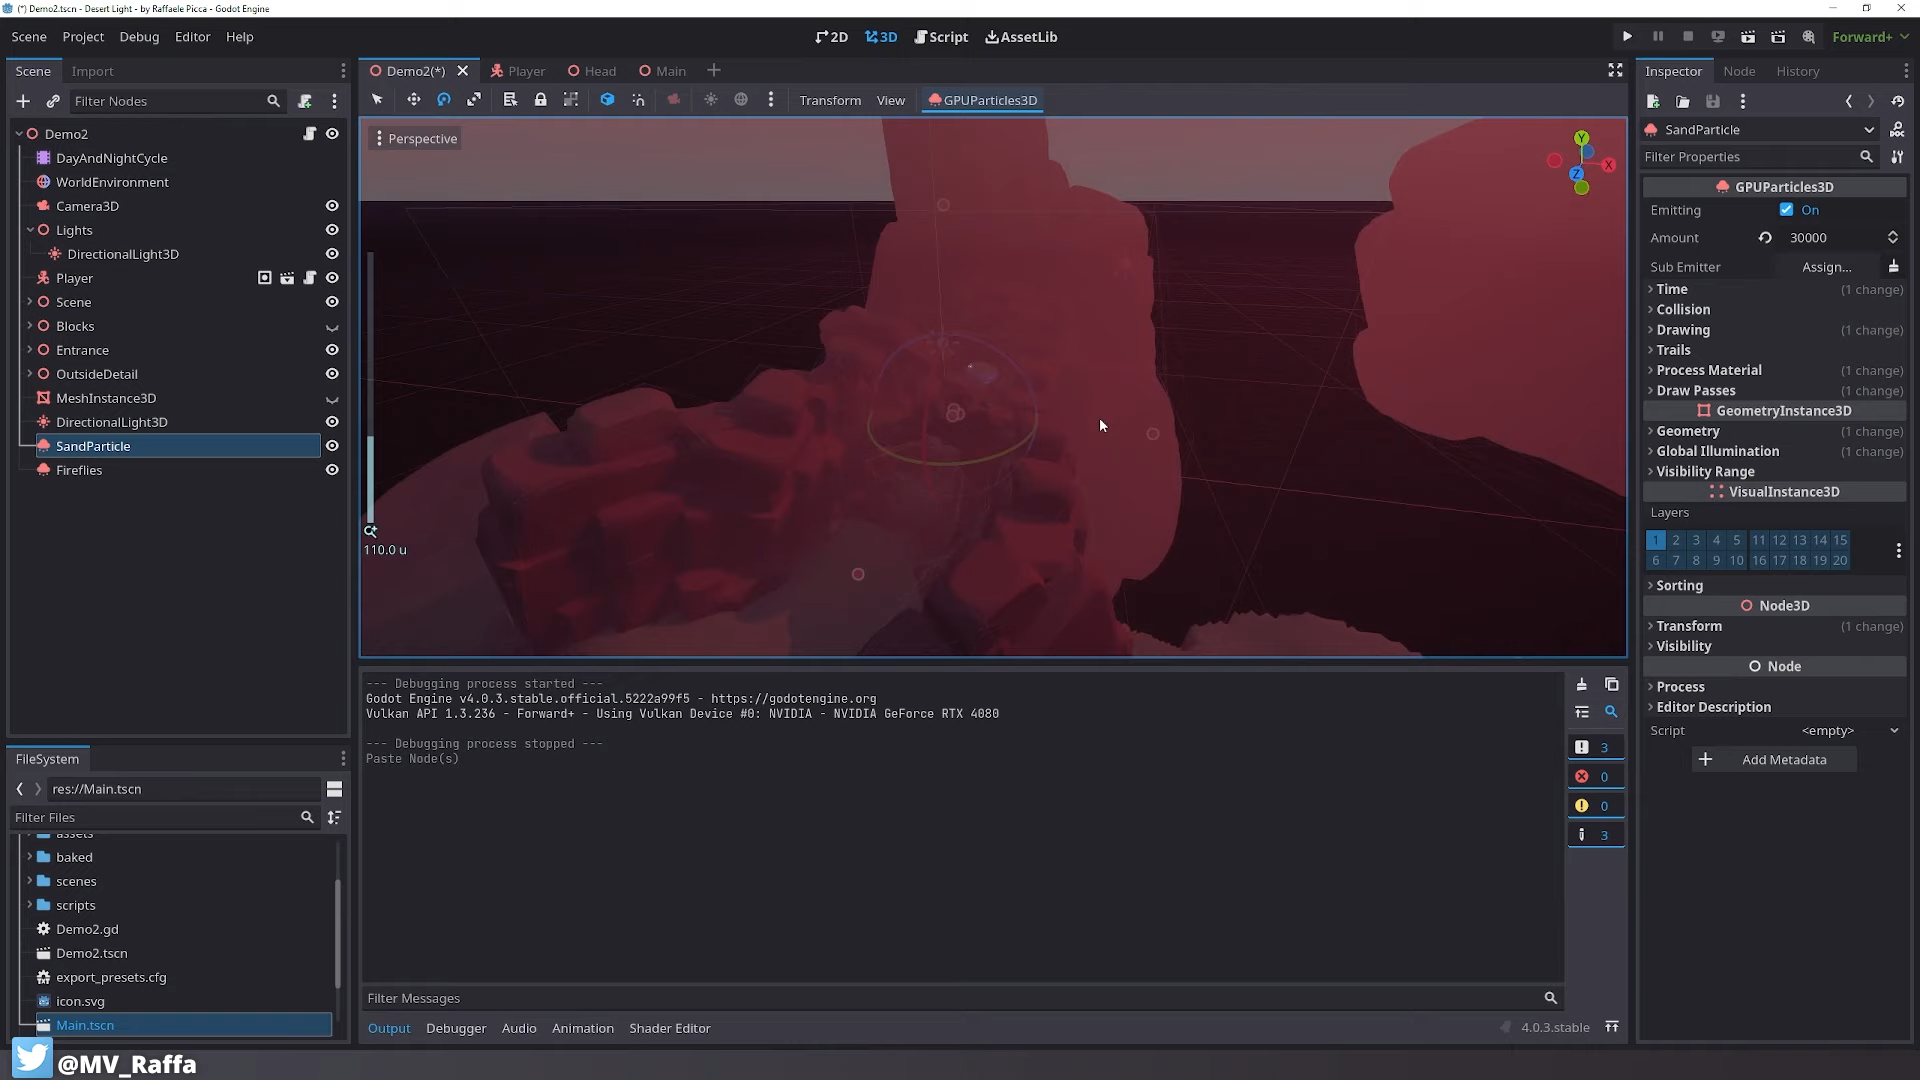 (*) Demo2.tscn - Desert Light - by Raffaele Picca - Godot Engine
Scene Project Debug Editor Help
2D 3D Script AssetLib
Forward+
Scene Import
Filter Nodes
Demo2
DayAndNightCycle
WorldEnvironment
Camera3D
Lights
DirectionalLight3D
Player
Scene
Blocks
Entrance
OutsideDetail
MeshInstance3D
DirectionalLight3D
SandParticle
Fireflies
FileSystem
res://Main.tscn
Filter Files
assets
baked
scenes
scripts
Demo2.gd
Demo2.tscn
export_presets.cfg
icon.svg
Main.tscn
@MV_Raffa
Demo2(*) Player Head Main
Transform View GPUParticles3D
Perspective
Y
X
Z
110.0 u
--- Debugging process started ---
Godot Engine v4.0.3.stable.official.5222a99f5 - https://godotengine.org
Vulkan API 1.3.236 - Forward+ - Using Vulkan Device #0: NVIDIA - NVIDIA GeForce RTX 4080
--- Debugging process stopped ---
Paste Node(s)
3
0
0
3
Filter Messages
Output Debugger Audio Animation Shader Editor
4.0.3.stable
Inspector Node History
SandParticle
Filter Properties
GPUParticles3D
Emitting On
Amount 30000
Sub Emitter Assign...
Time (1 change)
Collision
Drawing (1 change)
Trails
Process Material (1 change)
Draw Passes (1 change)
GeometryInstance3D
Geometry
Global Illumination
Visibility Range
VisualInstance3D
Layers
1 2 3 4 5 11 12 13 14 15
6 7 8 9 10 16 17 18 19 20
Sorting
Node3D
Transform (1 change)
Visibility
Node
Process
Editor Description
Script <empty>
Add Metadata